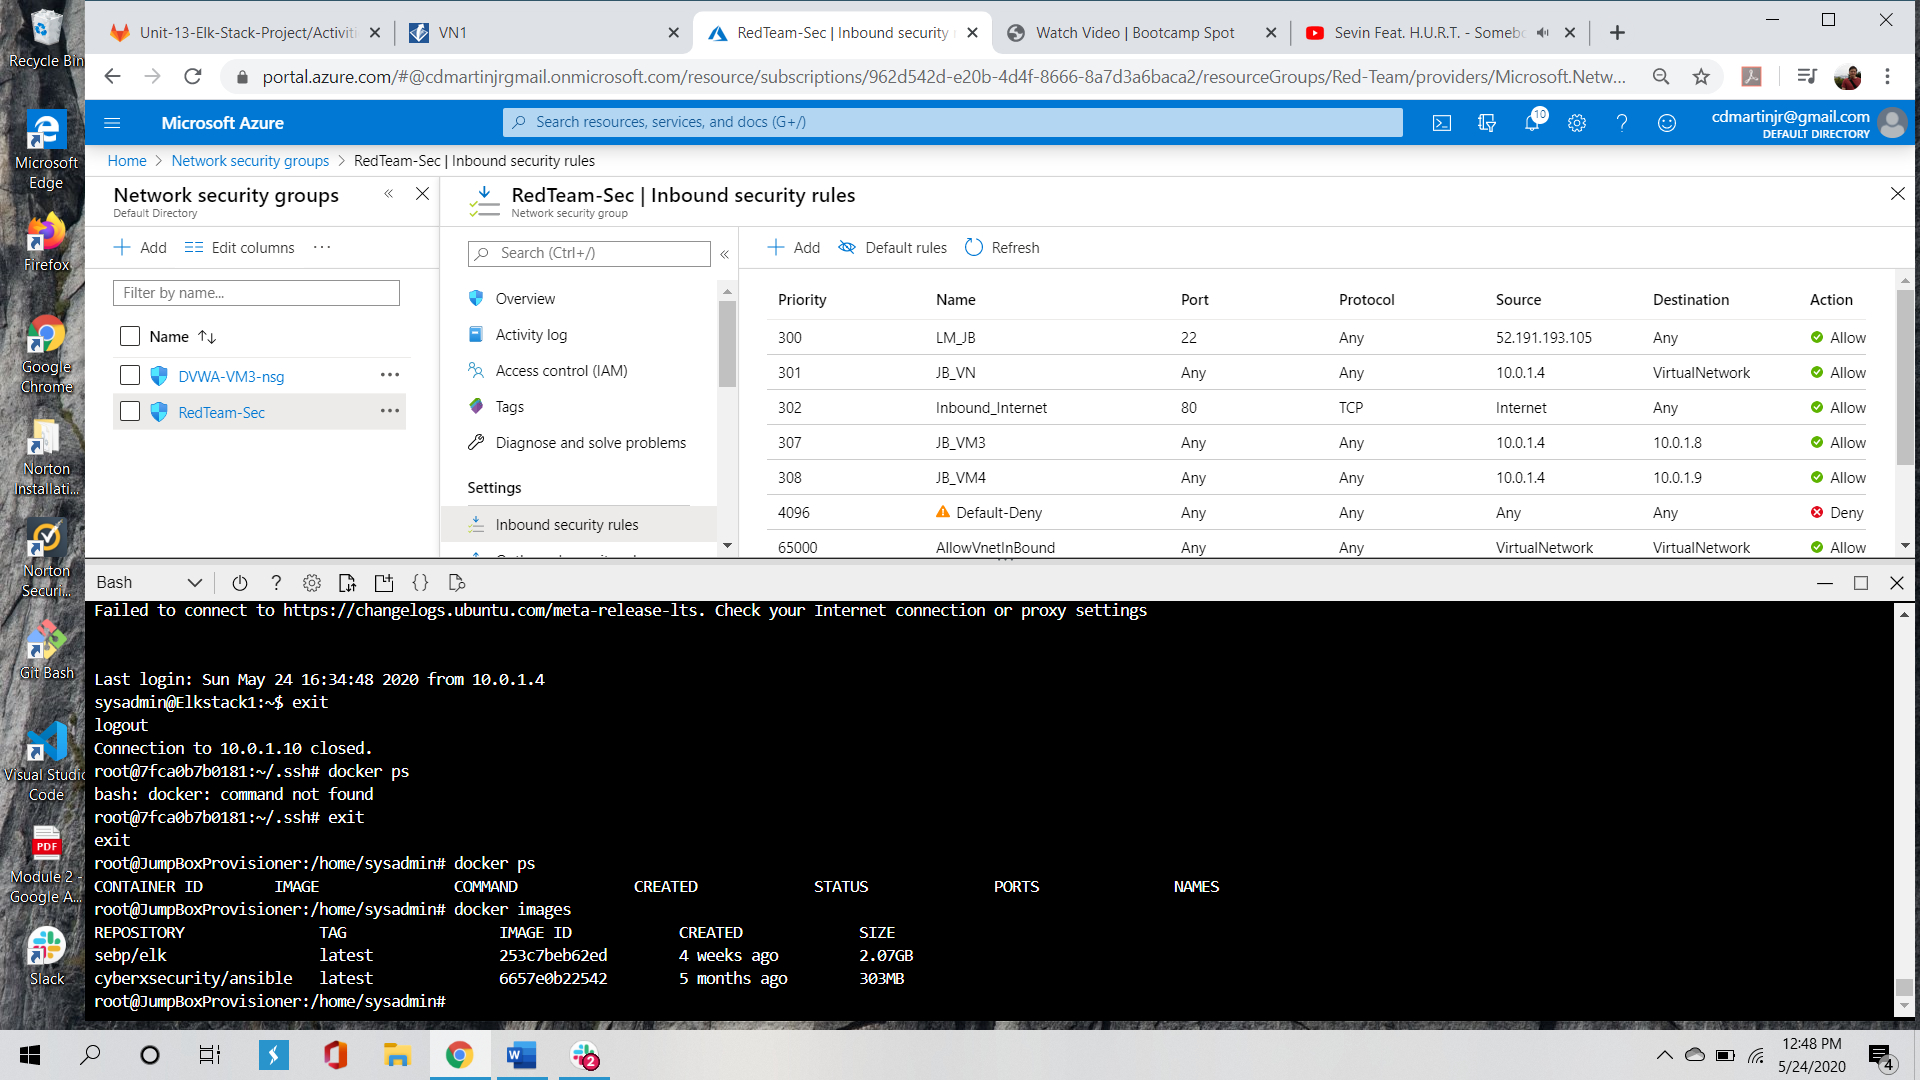 Recycle Bin
Microsoft
Edge
Firefox
Google
Chrome
Norton
Installati...
Norton
Securi...
Git Bash
Visual Studio
Code
PDF
Module 2 -
Google A...
Slack
Unit-13-Elk-Stack-Project/Activiti
VN1
RedTeam-Sec | Inbound security r
Watch Video | Bootcamp Spot
Sevin Feat. H.U.R.T. - Somebo
portal.azure.com/#@cdmartinjrgmail.onmicrosoft.com/resource/subscriptions/962d542d-e20b-4d4f-8666-8a7d3a6baca2/resourceGroups/Red-Team/providers/Microsoft.Netw...
Microsoft Azure
Search resources, services, and docs (G+/)
10
cdmartinjr@gmail.com
DEFAULT DIRECTORY
Home > Network security groups > RedTeam-Sec | Inbound security rules
Network security groups
Default Directory
Add Edit columns ...
Filter by name...
Name
DVWA-VM3-nsg ...
RedTeam-Sec ...
RedTeam-Sec | Inbound security rules
Network security group
Search (Ctrl+/)
Overview
Activity log
Access control (IAM)
Tags
Diagnose and solve problems
Settings
Inbound security rules
Add Default rules Refresh
Priority Name Port Protocol Source Destination Action
300 LM_JB 22 Any 52.191.193.105 Any Allow
301 JB_VN Any Any 10.0.1.4 VirtualNetwork Allow
302 Inbound_Internet 80 TCP Internet Any Allow
307 JB_VM3 Any Any 10.0.1.4 10.0.1.8 Allow
308 JB_VM4 Any Any 10.0.1.4 10.0.1.9 Allow
4096 Default-Deny Any Any Any Any Deny
65000 AllowVnetInBound Any Any VirtualNetwork VirtualNetwork Allow
Bash ? {}
Failed to connect to https://changelogs.ubuntu.com/meta-release-lts. Check your Internet connection or proxy settings
Last login: Sun May 24 16:34:48 2020 from 10.0.1.4
sysadmin@Elkstack1:~$ exit
logout
Connection to 10.0.1.10 closed.
root@7fca0b7b0181:~/.ssh# docker ps
bash: docker: command not found
root@7fca0b7b0181:~/.ssh# exit
exit
root@JumpBoxProvisioner:/home/sysadmin# docker ps
CONTAINER ID IMAGE COMMAND CREATED STATUS PORTS NAMES
root@JumpBoxProvisioner:/home/sysadmin# docker images
REPOSITORY TAG IMAGE ID CREATED SIZE
sebp/elk latest 253c7beb62ed 4 weeks ago 2.07GB
cyberxsecurity/ansible latest 6657e0b22542 5 months ago 303MB
root@JumpBoxProvisioner:/home/sysadmin#
2
12:48 PM
5/24/2020
4